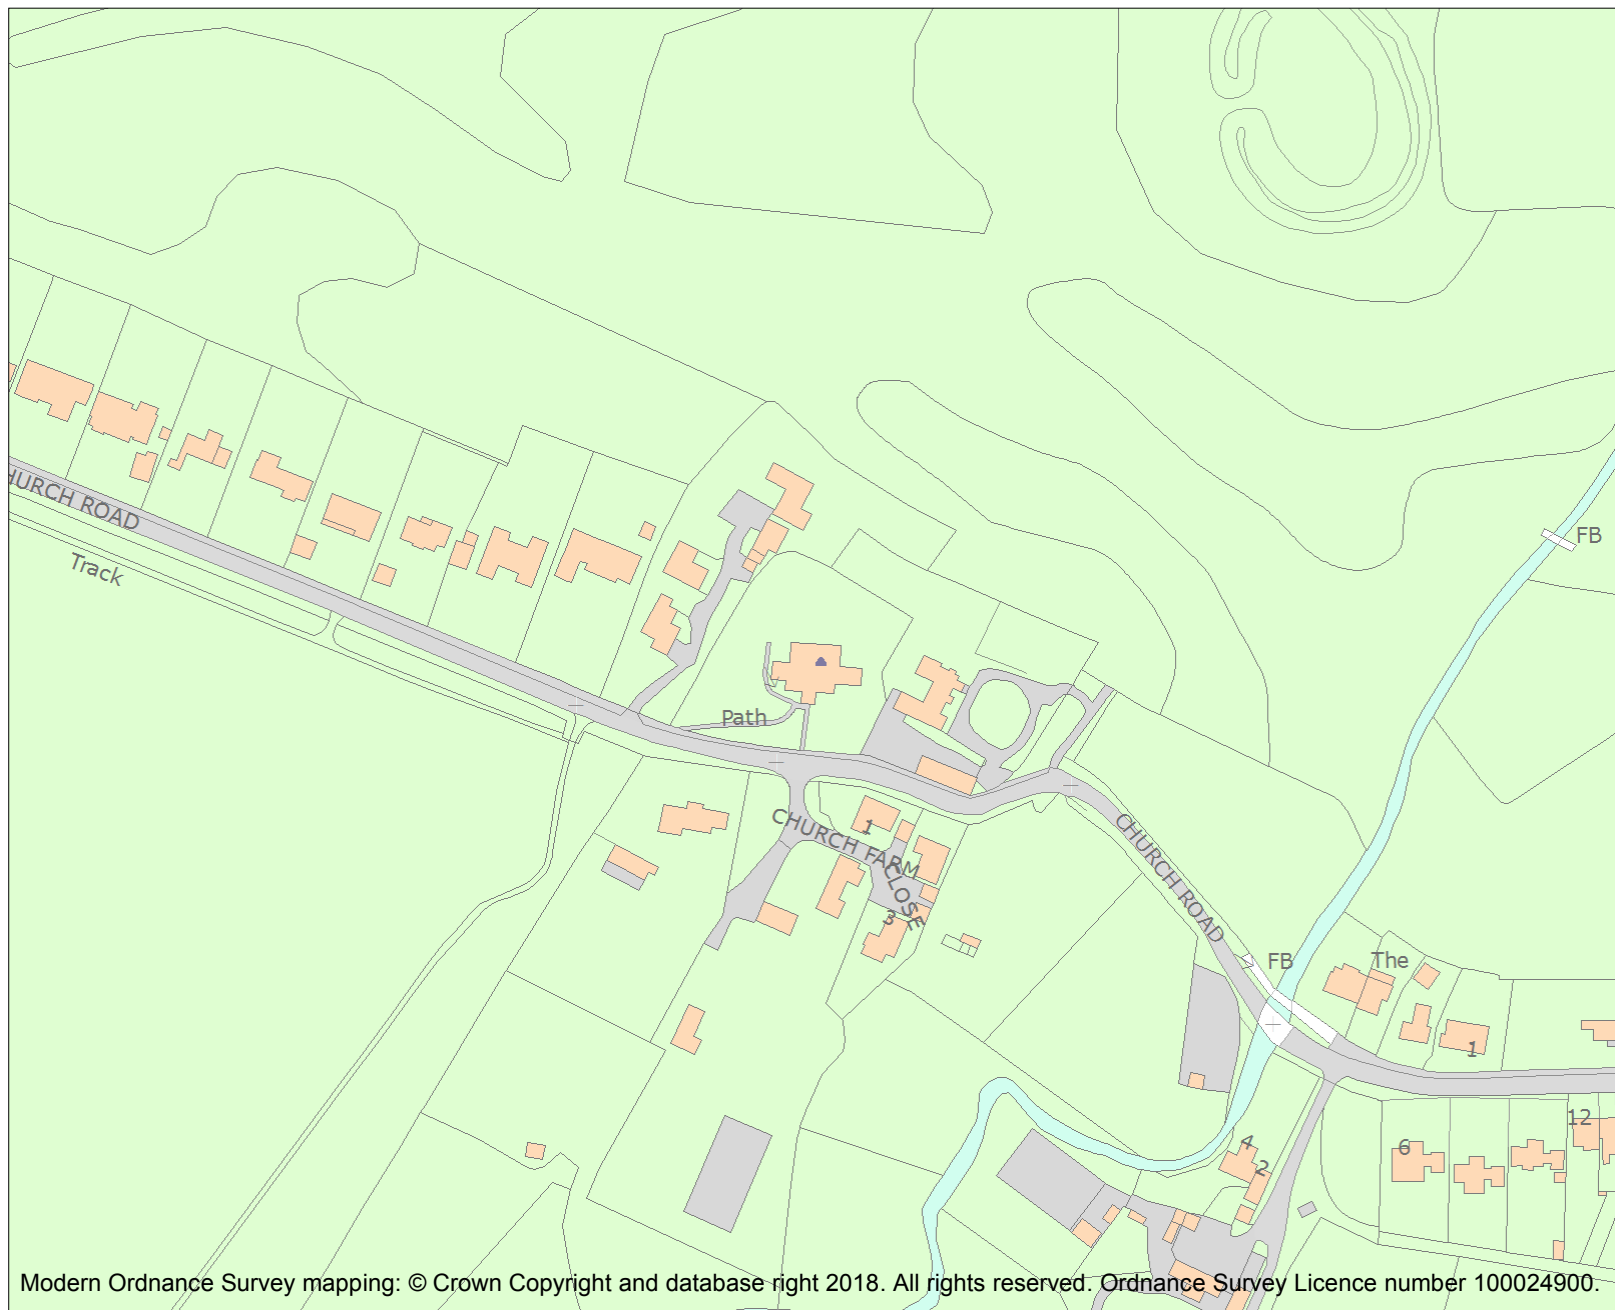 HURCH ROAD
Track
FB
Path
CHURCH FARM
CLOSE
1
3
CHURCH ROAD
FB
The
1
12
6
4
2
Modern Ordnance Survey mapping: © Crown Copyright and database right 2018. All rights reserved. Ordnance Survey Licence number 100024900.